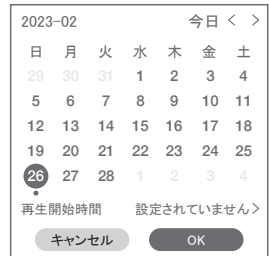 2023-02 今日 < >
日 月 火 水 木 金 土
29 30 31 1 2 3 4
5 6 7 8 9 10 11
12 13 14 15 16 17 18
19 20 21 22 23 24 25
26 27 28 1 2 3 4
再生開始時間 設定されていません>
キャンセル OK